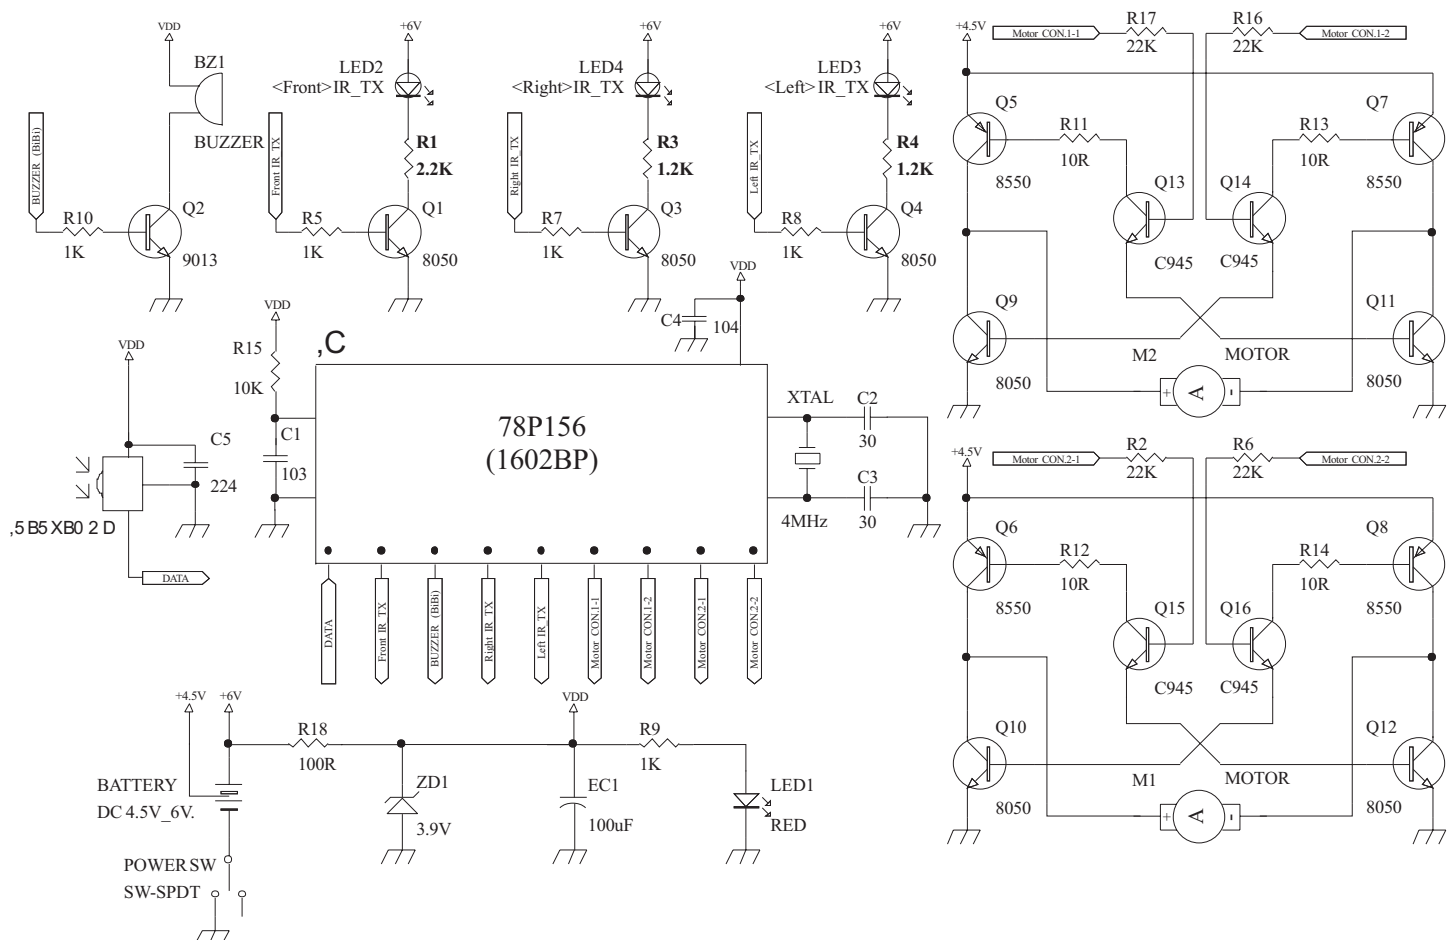 VDD
BZ1
BUZZER
BUZZER (BiBi)
R10
1K
Q2
9013
+6V
LED2
<Front>IR_TX
Front IR TX
R1
2.2K
R5
1K
Q1
8050
+6V
LED4
<Right>IR_TX
Right IR_TX
R3
1.2K
R7
1K
Q3
8050
+6V
LED3
<Left>IR_TX
Left IR_TX
R4
1.2K
R8
1K
Q4
8050
+4.5V
Motor CON.1-1
R17
22K
R16
22K
Motor CON.1-2
Q5
8550
R11
10R
Q13
C945
Q14
C945
R13
10R
Q7
8550
Q9
8050
Q11
8050
M2
MOTOR
+
A
-
VDD
C5
224
,5 B5 XB0 2 D
DATA
VDD
R15
10K
C1
103
,C
VDD
C4
104
78P156
(1602BP)
XTAL
4MHz
C2
30
C3
30
DATA
Front IR TX
BUZZER (BiBi)
Right IR_TX
Left IR_TX
Motor CON.1-1
Motor CON.1-2
Motor CON.2-1
Motor CON.2-2
+4.5V
Motor CON.2-1
R2
22K
R6
22K
Motor CON.2-2
Q6
8550
R12
10R
Q15
C945
Q16
C945
R14
10R
Q8
8550
Q10
8050
Q12
8050
M1
MOTOR
+
A
-
+4.5V
+6V
BATTERY
DC 4.5V_6V.
POWER SW
SW-SPDT
R18
100R
ZD1
3.9V
VDD
EC1
100uF
R9
1K
LED1
RED